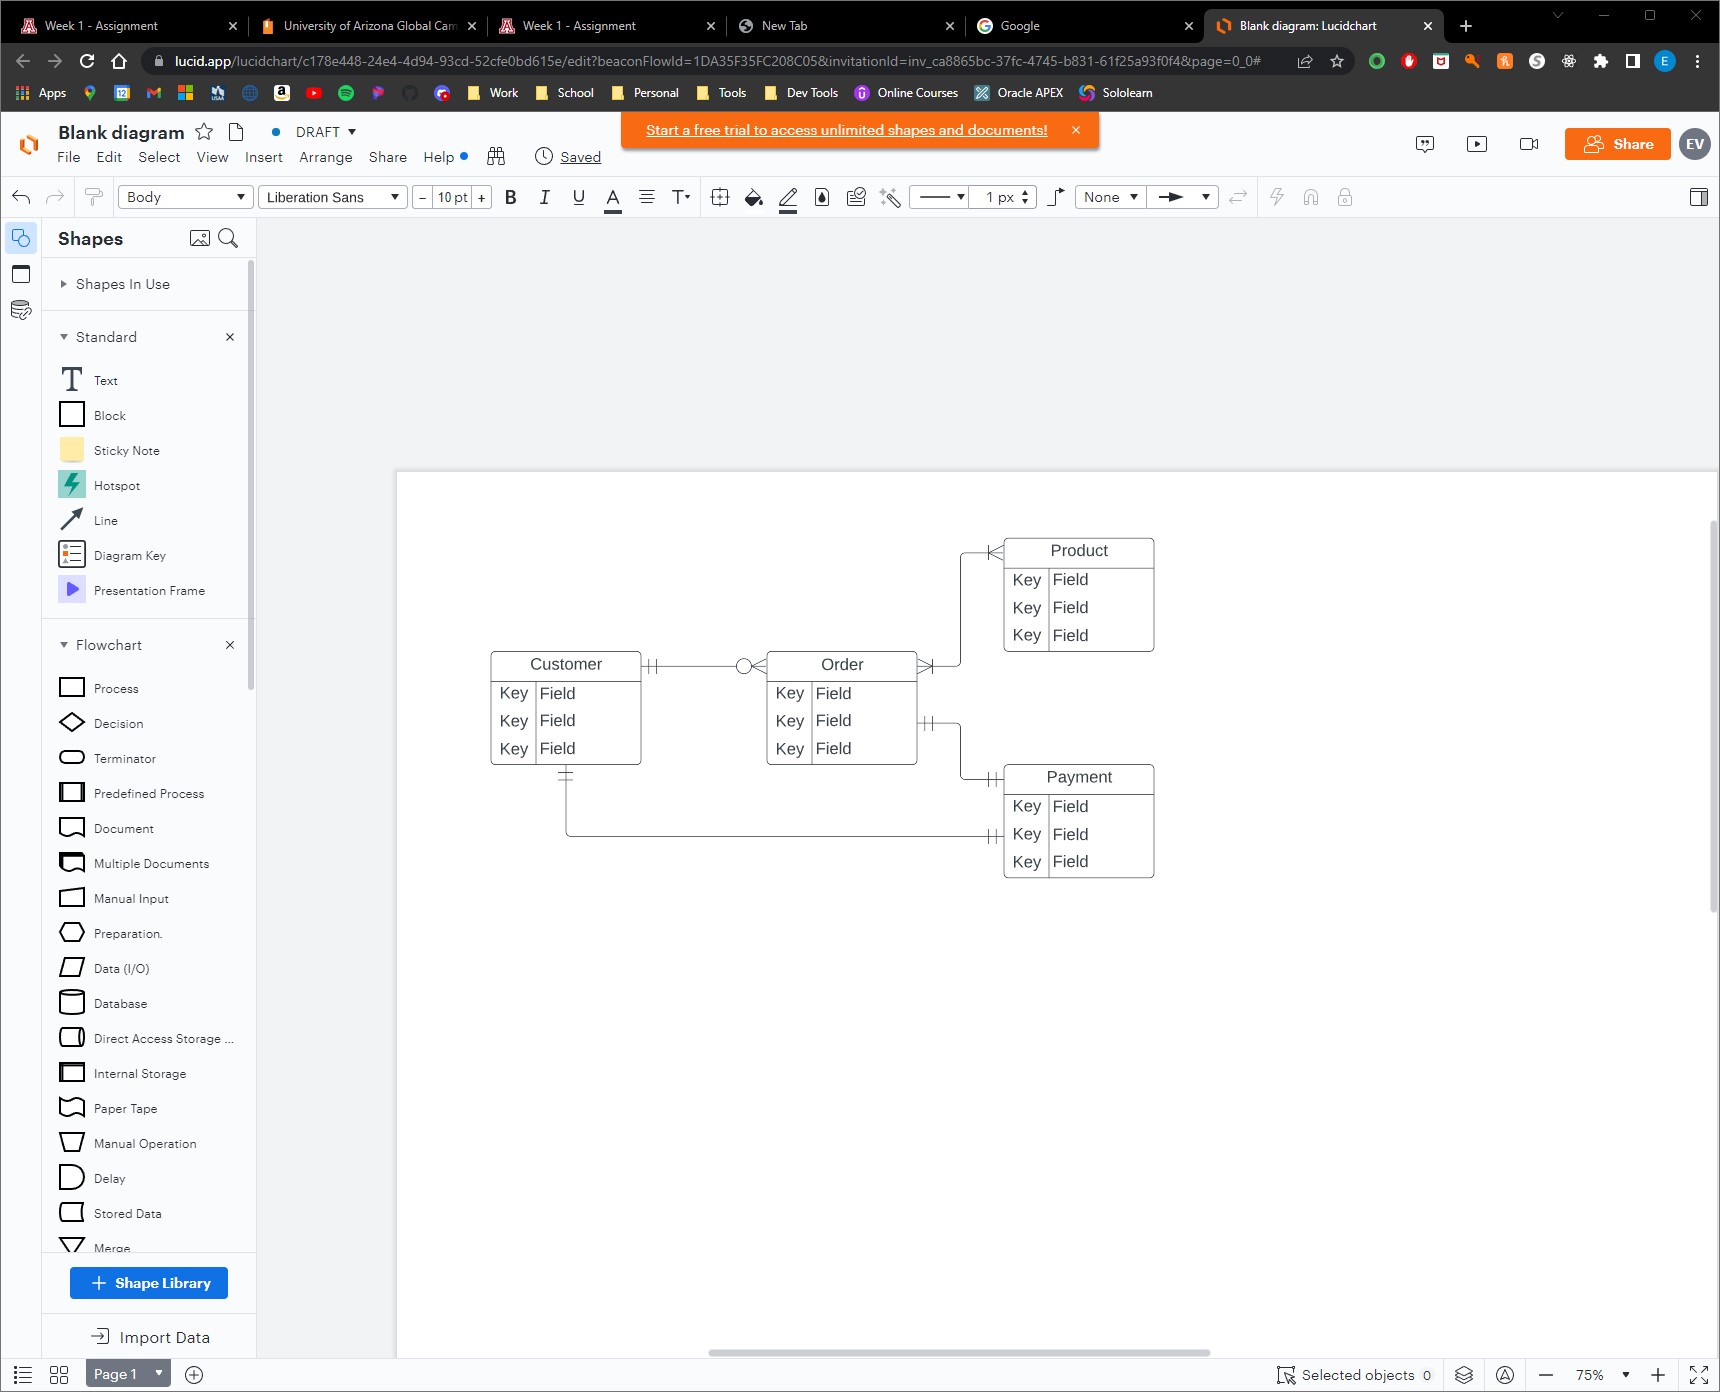 Week 1 - Assignment
University of Arizona Global Cam
Week 1 - Assignment
New Tab
Google
Blank diagram: Lucidchart
lucid.app/lucidchart/c178e448-24e4-4d94-93cd-52cfe0bd615e/edit?beaconFlowId=1DA35F35FC208C05&invitationId=inv_ca8865bc-37fc-4745-b831-61f25a93f0f4&page=0_0#
E
Apps
Work
School
Personal
Tools
Dev Tools
Online Courses
Oracle APEX
Sololearn
Blank diagram
DRAFT
Start a free trial to access unlimited shapes and documents!
File Edit Select View Insert Arrange Share Help
Saved
Share
EV
Body
Liberation Sans
- 10 pt +
B I U A T
1 px
None
Shapes
Shapes In Use
Standard
Text
Block
Sticky Note
Hotspot
Line
Diagram Key
Presentation Frame
Flowchart
Process
Decision
Terminator
Predefined Process
Document
Multiple Documents
Manual Input
Preparation.
Data (I/O)
Database
Direct Access Storage ...
Internal Storage
Paper Tape
Manual Operation
Delay
Stored Data
Merge
+ Shape Library
Import Data
Product
Key Field
Key Field
Key Field
Customer
Key Field
Key Field
Key Field
Order
Key Field
Key Field
Key Field
Payment
Key Field
Key Field
Key Field
Page 1
Selected objects 0
75%